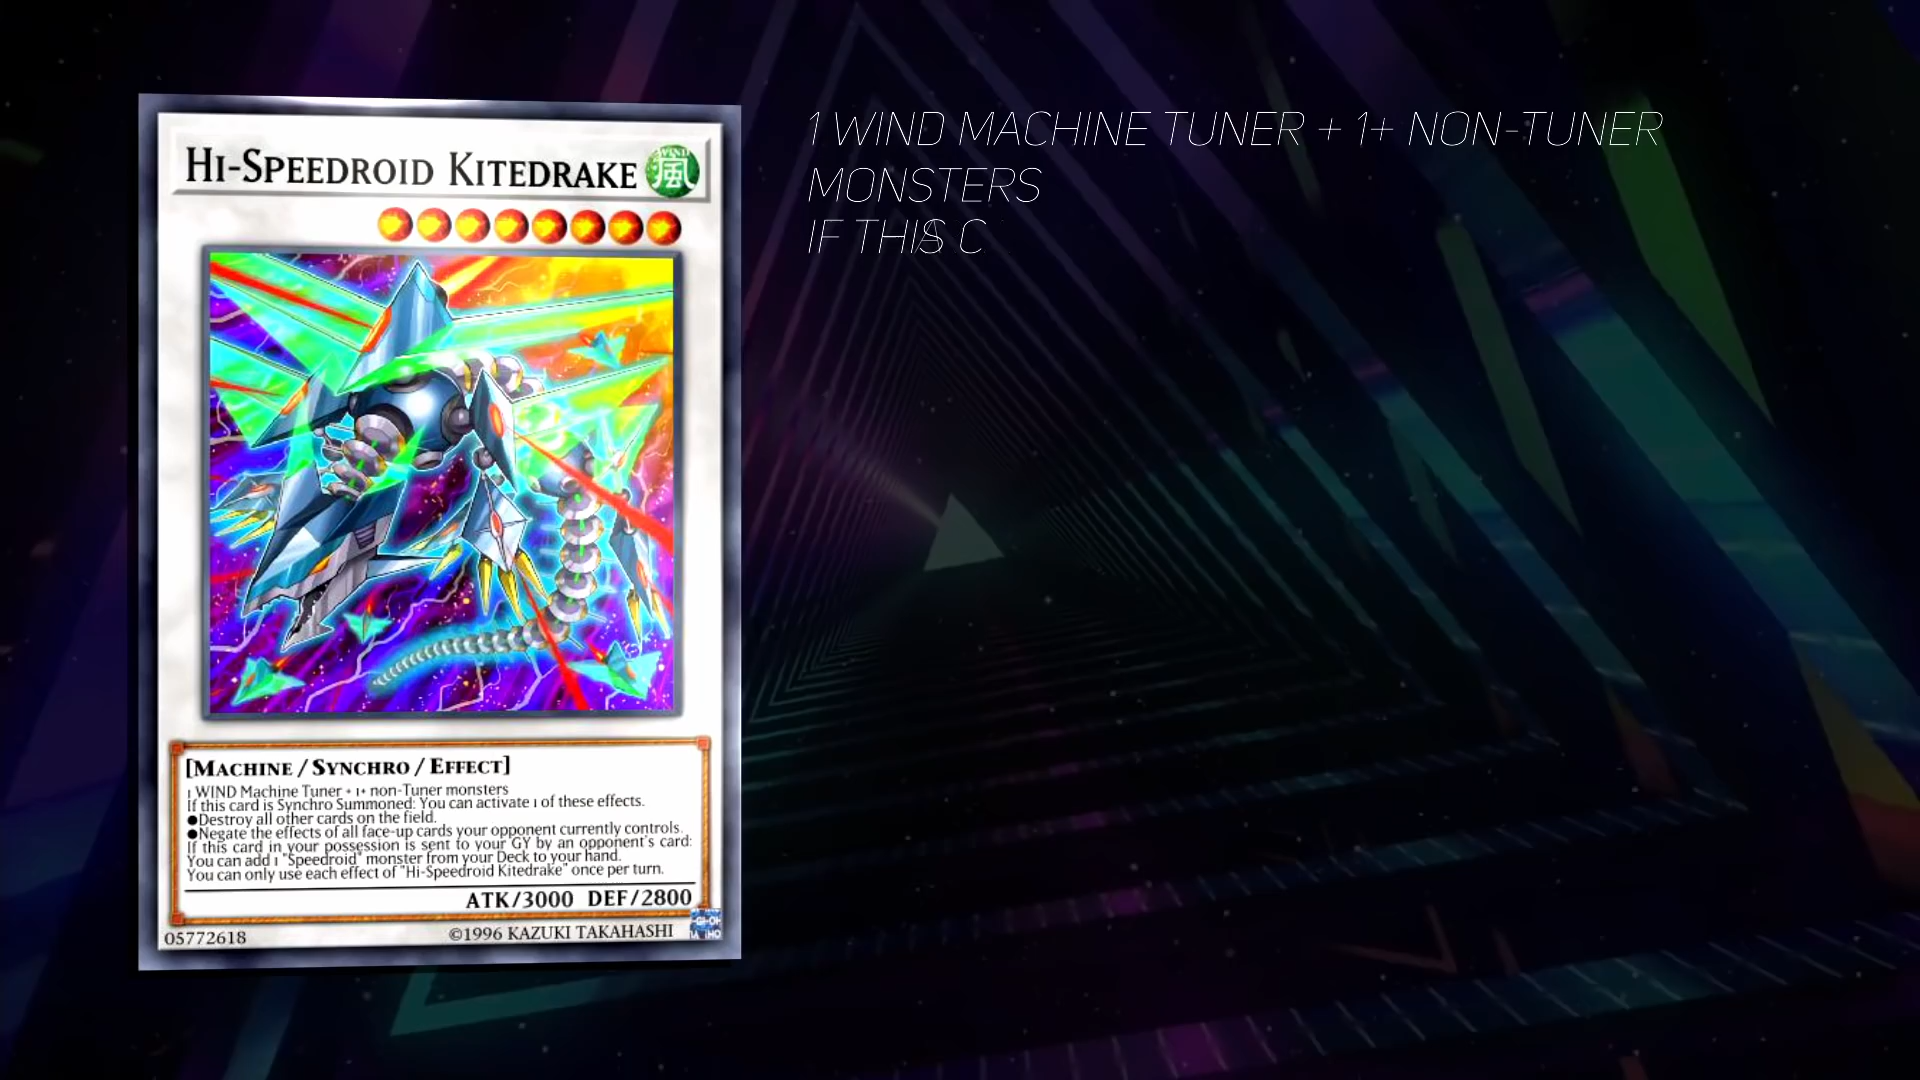 HI-SPEEDROID KITEDRAKE
WIND
風
[MACHINE / SYNCHRO / EFFECT]
1 WIND Machine Tuner + 1+ non-Tuner monsters
If this card is Synchro Summoned: You can activate 1 of these effects.
●Destroy all other cards on the field.
●Negate the effects of all face-up cards your opponent currently controls.
If this card in your possession is sent to your GY by an opponent's card:
You can add 1 "Speedroid" monster from your Deck to your hand.
You can only use each effect of "Hi-Speedroid Kitedrake" once per turn.
ATK/3000 DEF/2800
05772618
©1996 KAZUKI TAKAHASHI
1 WIND MACHINE TUNER + 1+ NON-TUNER
MONSTERS
IF THIS C